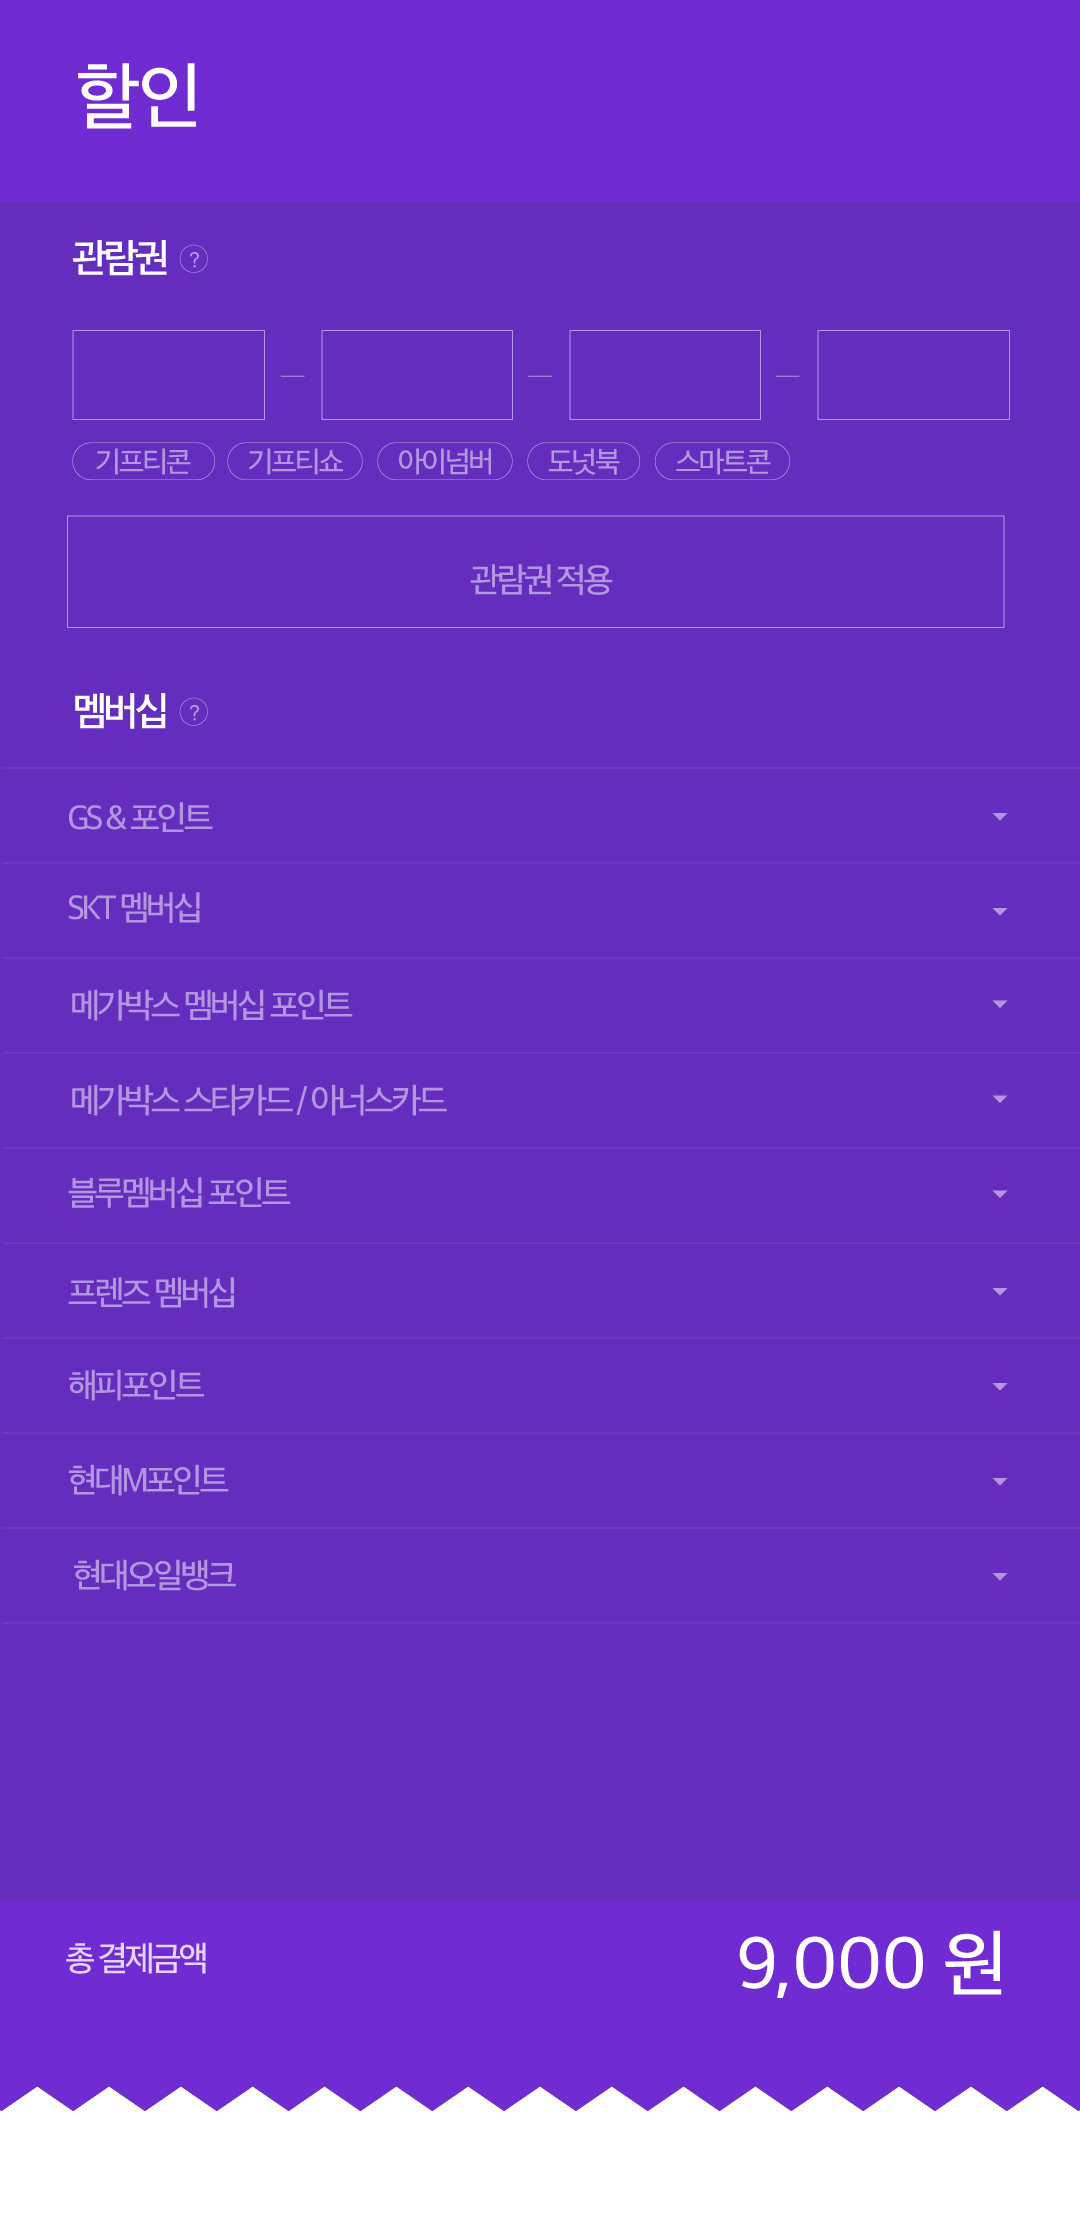 할인
관람권 ?
기프티콘 기프티쇼 아이넘버 도넛북 스마트콘
관람권 적용
멤버십 ?
GS & 포인트
SKT 멤버십
메가박스 멤버십 포인트
메가박스 스타카드 / 아너스카드
블루멤버십 포인트
프렌즈 멤버십
해피포인트
현대M포인트
현대오일뱅크
총 결제금액 9,000 원